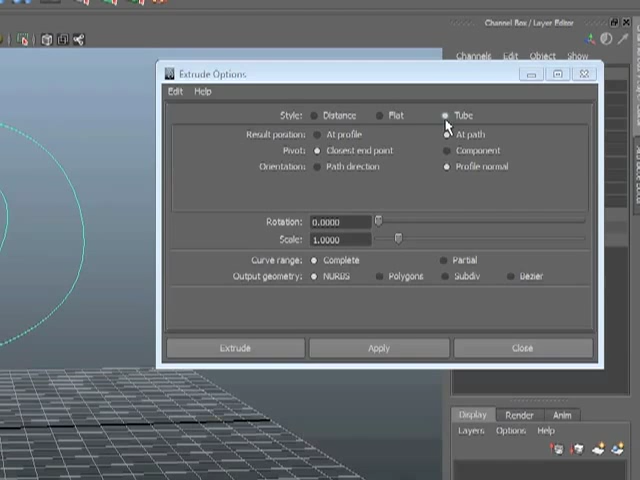 Channel Box / Layer Editor
Channels Edit Object Show
Extrude Options
Edit Help
Style: Distance Flat Tube
Result position: At profile At path
Pivot: Closest end point Component
Orientation: Path direction Profile normal
Rotation: 0.0000
Scale: 1.0000
Curve range: Complete Partial
Output geometry: NURBS Polygons Subdiv Bezier
Extrude Apply Close
Display Render Anim
Layers Options Help